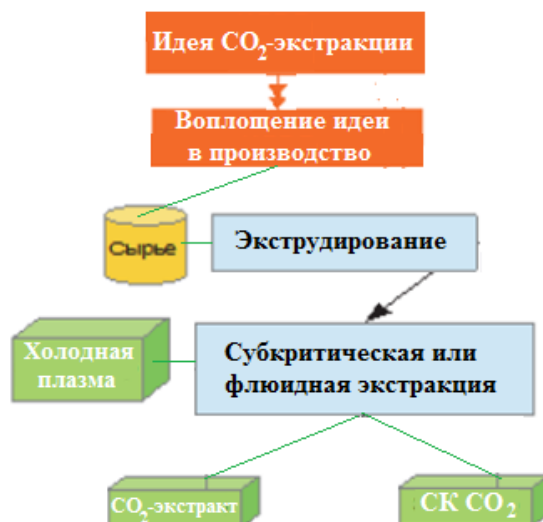 Идея CO₂-экстракции
Воплощение идеи
в производство
Сырье
Экструдирование
Холодная
плазма
Субкритическая или
флюидная экстракция
CO₂-экстракт
СК CO₂